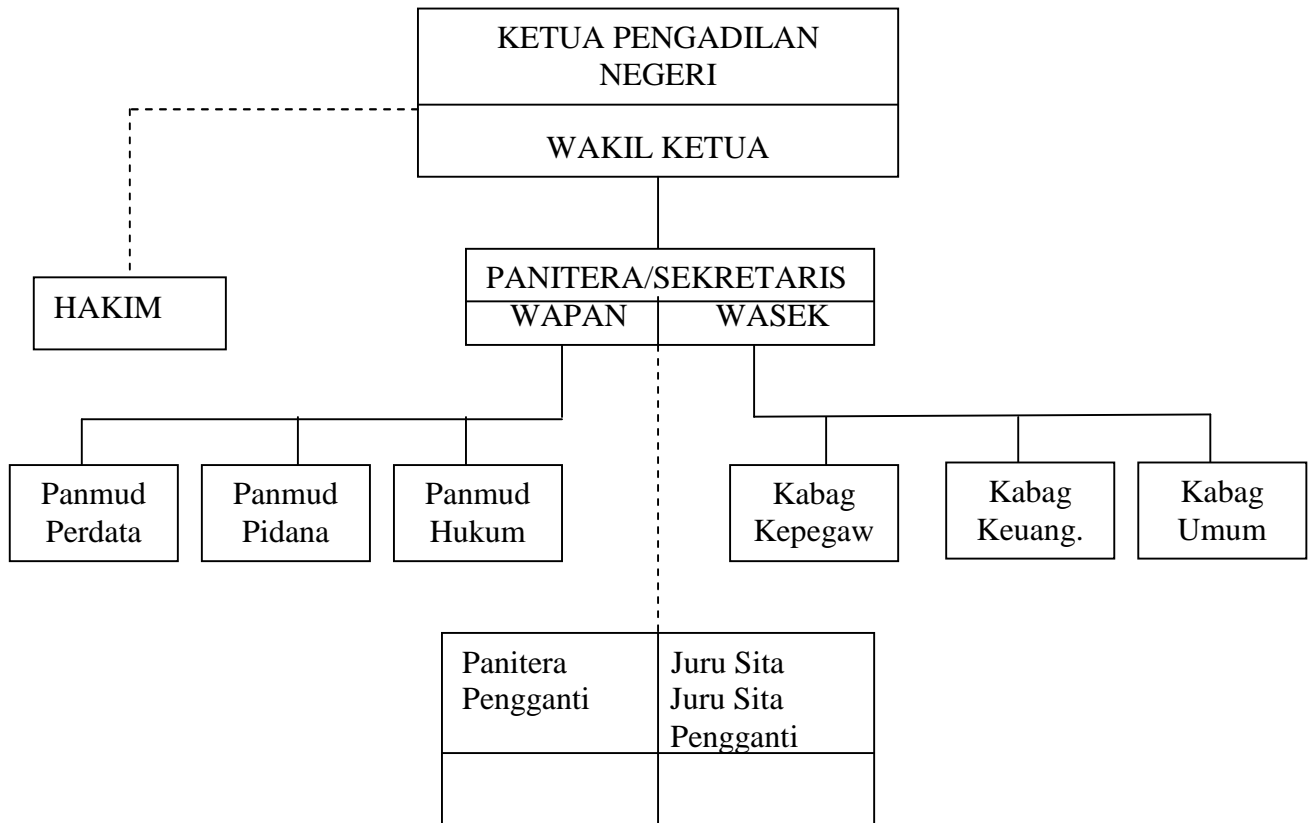 KETUA PENGADILAN
NEGERI
WAKIL KETUA
PANITERA/SEKRETARIS
HAKIM
WAPAN WASEK
Panmud
Perdata
Panmud
Pidana
Panmud
Hukum
Kabag
Kepegaw
Kabag
Keuang.
Kabag
Umum
Panitera
Pengganti
Juru Sita
Juru Sita
Pengganti